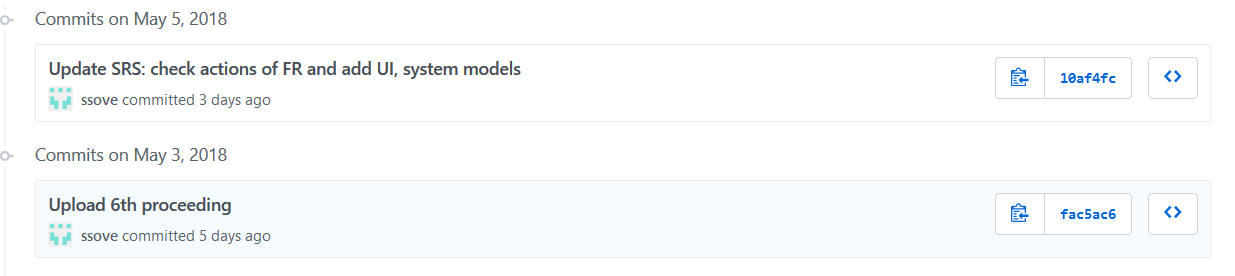 Commits on May 5, 2018
Update SRS: check actions of FR and add UI, system models
10af4fc
ssove committed 3 days ago
Commits on May 3, 2018
Upload 6th proceeding
fac5ac6
ssove committed 5 days ago